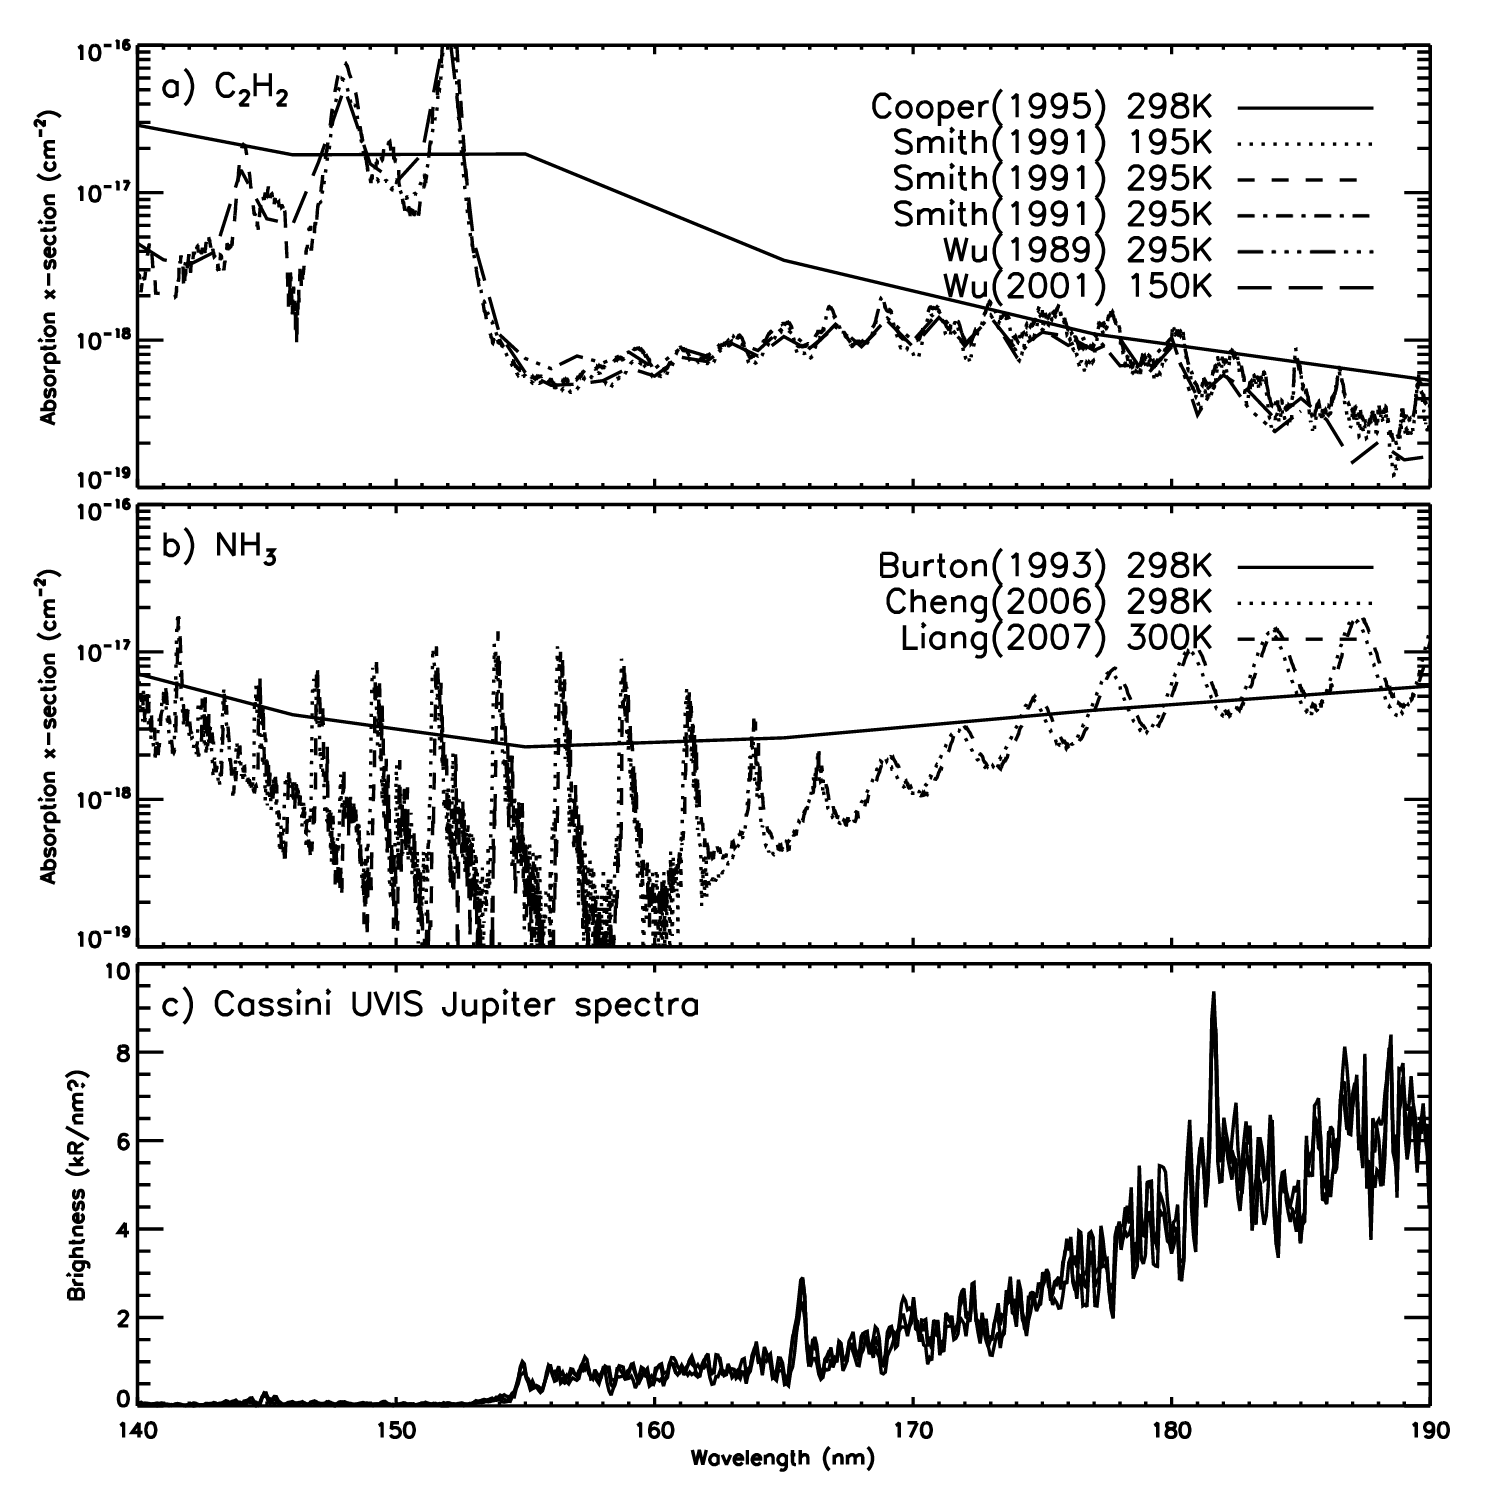 10-16
a) C2H2
Cooper(1995) 298K
Smith(1991) 195K
Smith(1991) 295K
Smith(1991) 295K
Wu(1989) 295K
Wu(2001) 150K
10-17
10-18
10-19
Absorption x-section (cm-2)
10-16
b) NH3
Burton(1993) 298K
Cheng(2006) 298K
Liang(2007) 300K
10-17
10-18
10-19
Absorption x-section (cm-2)
10
c) Cassini UVIS Jupiter spectra
8
6
4
2
0
Brightness (kR/nm?)
140 150 160 170 180 190
Wavelength (nm)